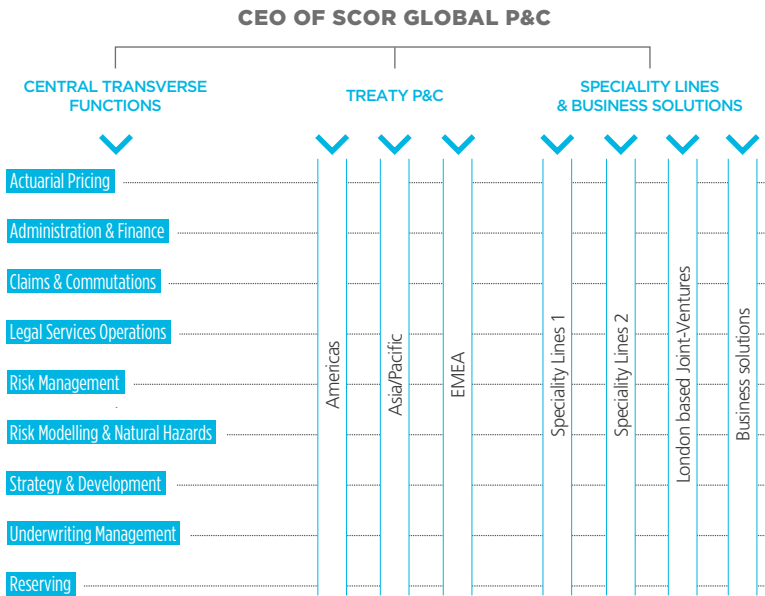 CEO OF SCOR GLOBAL P&C
CENTRAL TRANSVERSE
FUNCTIONS
TREATY P&C
SPECIALITY LINES
& BUSINESS SOLUTIONS
Actuarial Pricing
Administration & Finance
Claims & Commutations
Legal Services Operations
Risk Management
Risk Modelling & Natural Hazards
Strategy & Development
Underwriting Management
Reserving
Americas
Asia/Pacific
EMEA
Speciality Lines 1
Speciality Lines 2
London based Joint-Ventures
Business solutions